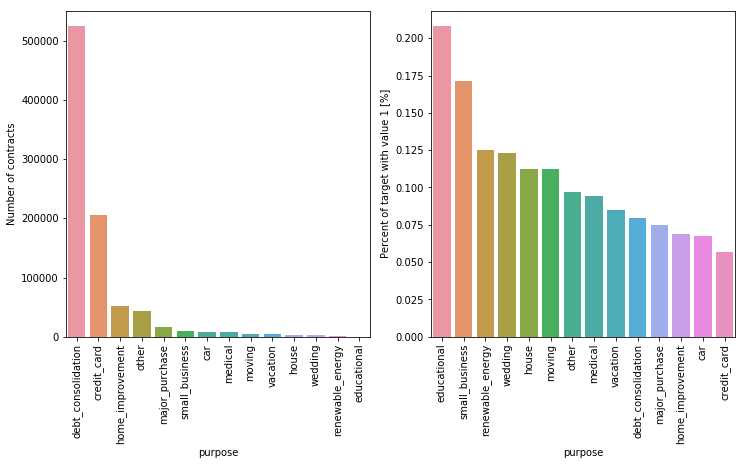 500000
400000
300000
200000
100000
0
Number of contracts
debt_consolidation
credit_card
home_improvement
other
major_purchase
small_business
car
medical
moving
vacation
house
wedding
renewable_energy
educational
purpose
0.200
0.175
0.150
0.125
0.100
0.075
0.050
0.025
0.000
Percent of target with value 1 [%]
educational
small_business
renewable_energy
wedding
house
moving
other
medical
vacation
debt_consolidation
major_purchase
home_improvement
car
credit_card
purpose